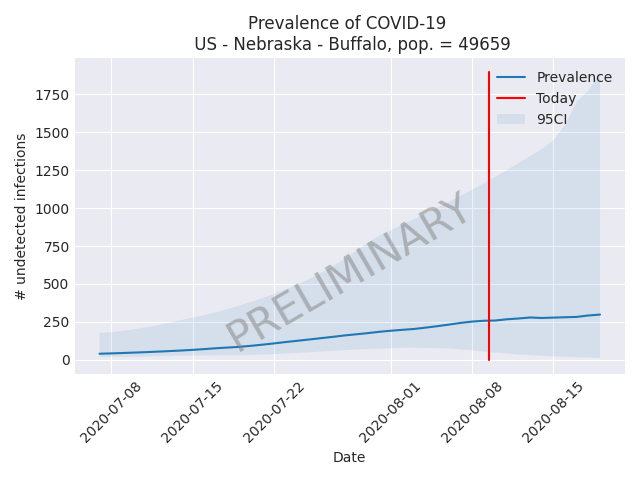 Prevalence of COVID-19
US - Nebraska - Buffalo, pop. = 49659
Prevalence
Today
95CI
PRELIMINARY
# undetected infections
1750
1500
1250
1000
750
500
250
0
2020-07-08
2020-07-15
2020-07-22
2020-08-01
2020-08-08
2020-08-15
Date